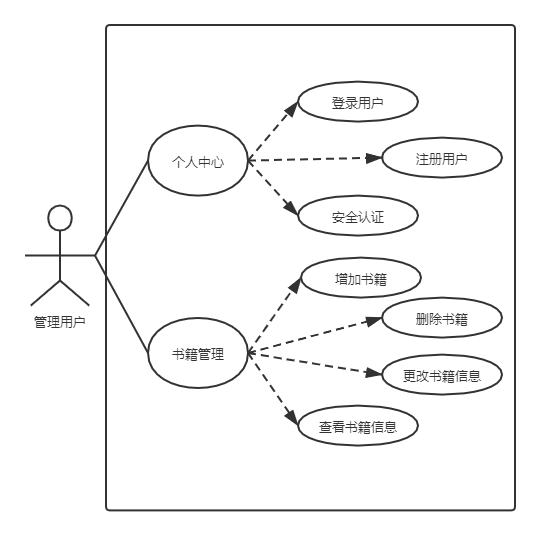 登录用户
个人中心
注册用户
安全认证
管理用户
增加书籍
删除书籍
书籍管理
更改书籍信息
查看书籍信息